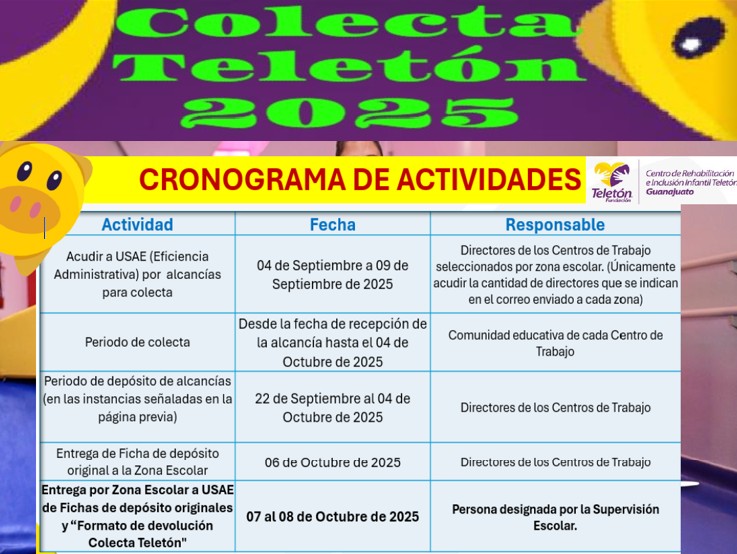 Colecta
Teletón
2025
CRONOGRAMA DE ACTIVIDADES
Teletón
Fundación
Centro de Rehabilitación
e Inclusión Infantil Teletón
Guanajuato
Actividad
Fecha
Responsable
Acudir a USAE (Eficiencia
Administrativa) por alcancías
para colecta
04 de Septiembre a 09 de
Septiembre de 2025
Directores de los Centros de Trabajo
seleccionados por zona escolar. (Únicamente
acudir la cantidad de directores que se indican
en el correo enviado a cada zona)
Periodo de colecta
Desde la fecha de recepción de
la alcancía hasta el 04 de
Octubre de 2025
Comunidad educativa de cada Centro de
Trabajo
Periodo de depósito de alcancías
(en las instancias señaladas en la
página previa)
22 de Septiembre al 04 de
Octubre de 2025
Directores de los Centros de Trabajo
Entrega de Ficha de depósito
original a la Zona Escolar
06 de Octubre de 2025
Directores de los Centros de Trabajo
Entrega por Zona Escolar a USAE
de Fichas de depósito originales
y “Formato de devolución
Colecta Teletón"
07 al 08 de Octubre de 2025
Persona designada por la Supervisión
Escolar.